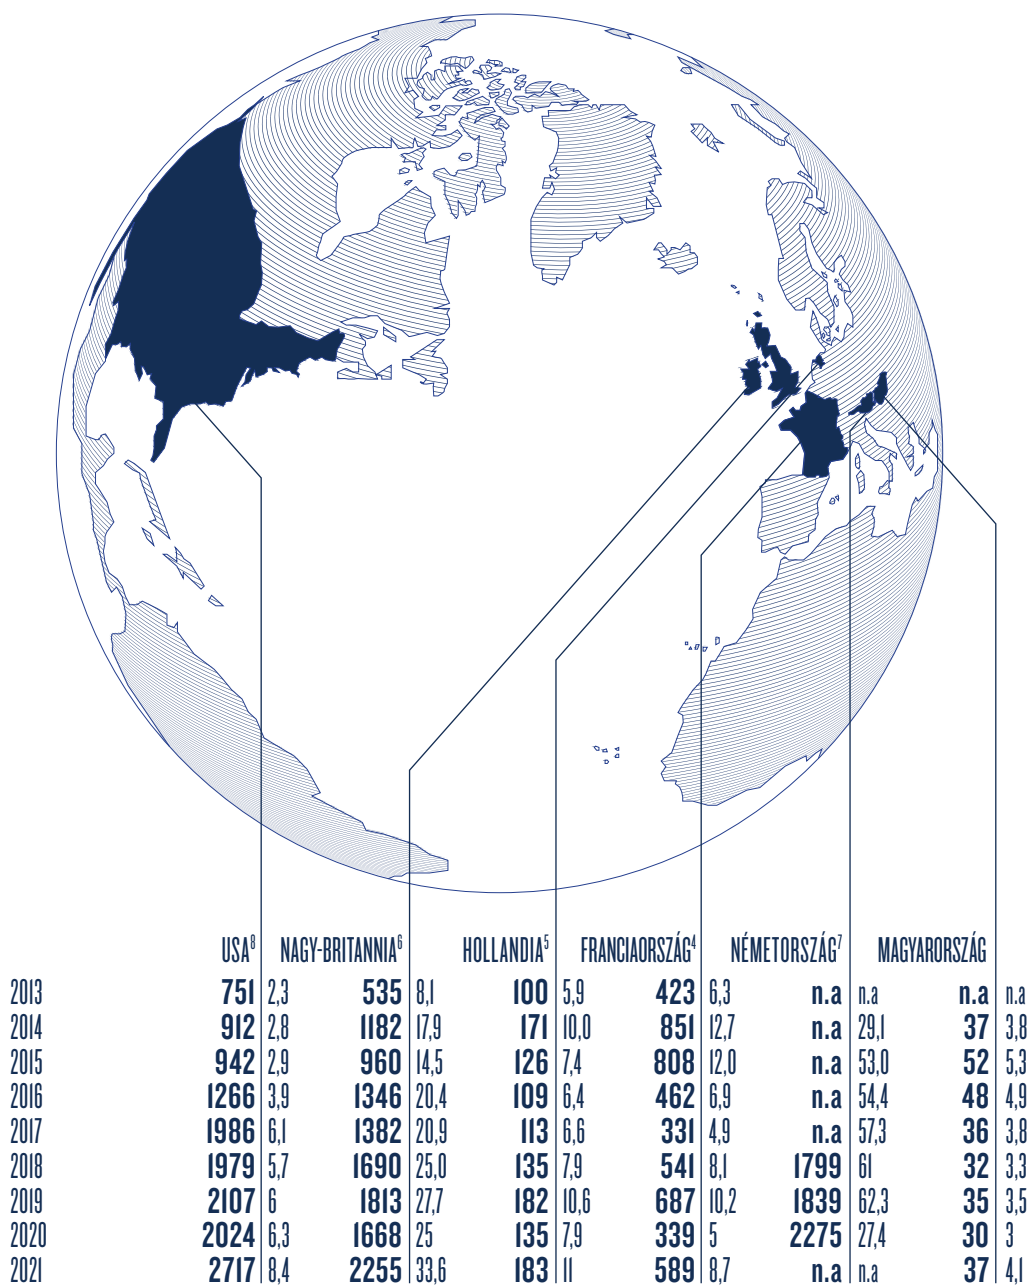 USA⁸ NAGY-BRITANNIA⁶ HOLLANDIA⁵ FRANCIAORSZÁG⁴ NÉMETORSZÁG⁷ MAGYARORSZÁG
2013 751 2,3 535 8,1 100 5,9 423 6,3 n.a n.a n.a n.a
2014 912 2,8 1182 17,9 171 10,0 851 12,7 n.a 29,1 37 3,8
2015 942 2,9 960 14,5 126 7,4 808 12,0 n.a 53,0 52 5,3
2016 1266 3,9 1346 20,4 109 6,4 462 6,9 n.a 54,4 48 4,9
2017 1986 6,1 1382 20,9 113 6,6 331 4,9 n.a 57,3 36 3,8
2018 1979 5,7 1690 25,0 135 7,9 541 8,1 1799 61 32 3,3
2019 2107 6 1813 27,7 182 10,6 687 10,2 1839 62,3 35 3,5
2020 2024 6,3 1668 25 135 7,9 339 5 2275 27,4 30 3
2021 2717 8,4 2255 33,6 183 11 589 8,7 n.a n.a 37 4,1